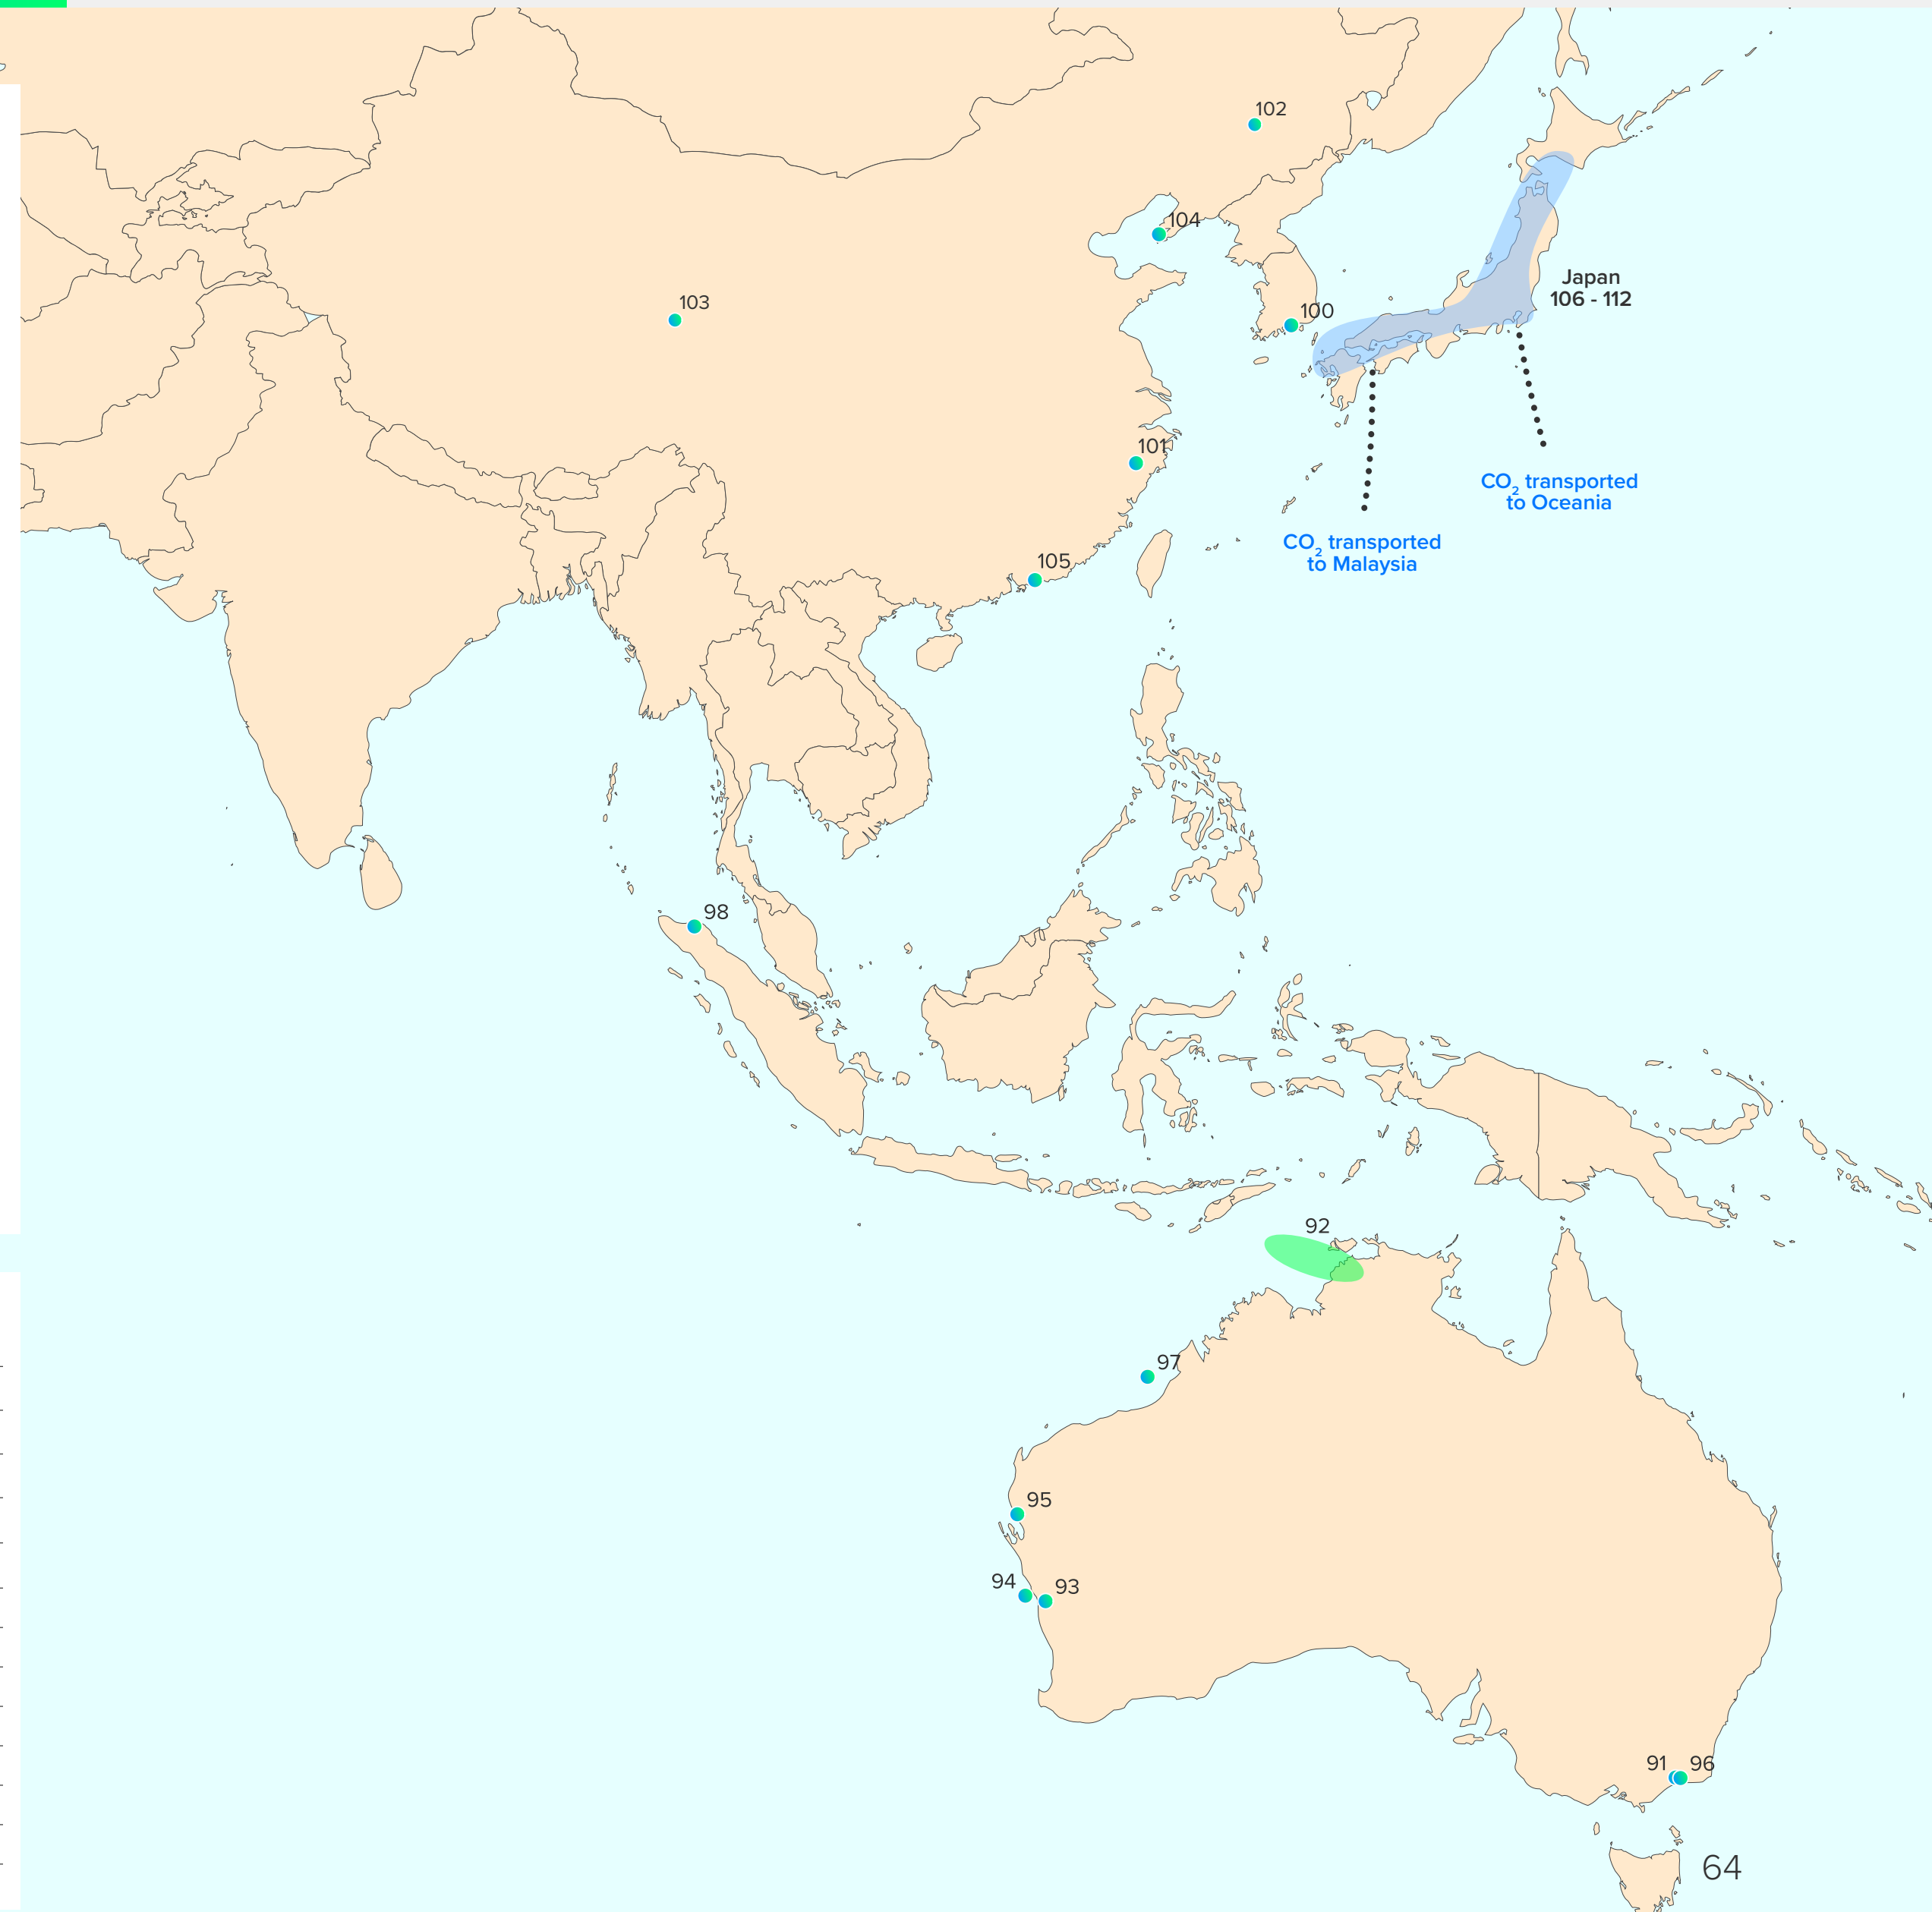 102
104
Japan
106 - 112
103
100
101
CO2 transported
to Oceania
CO2 transported
to Malaysia
105
98
92
97
95
94
93
91
96
64